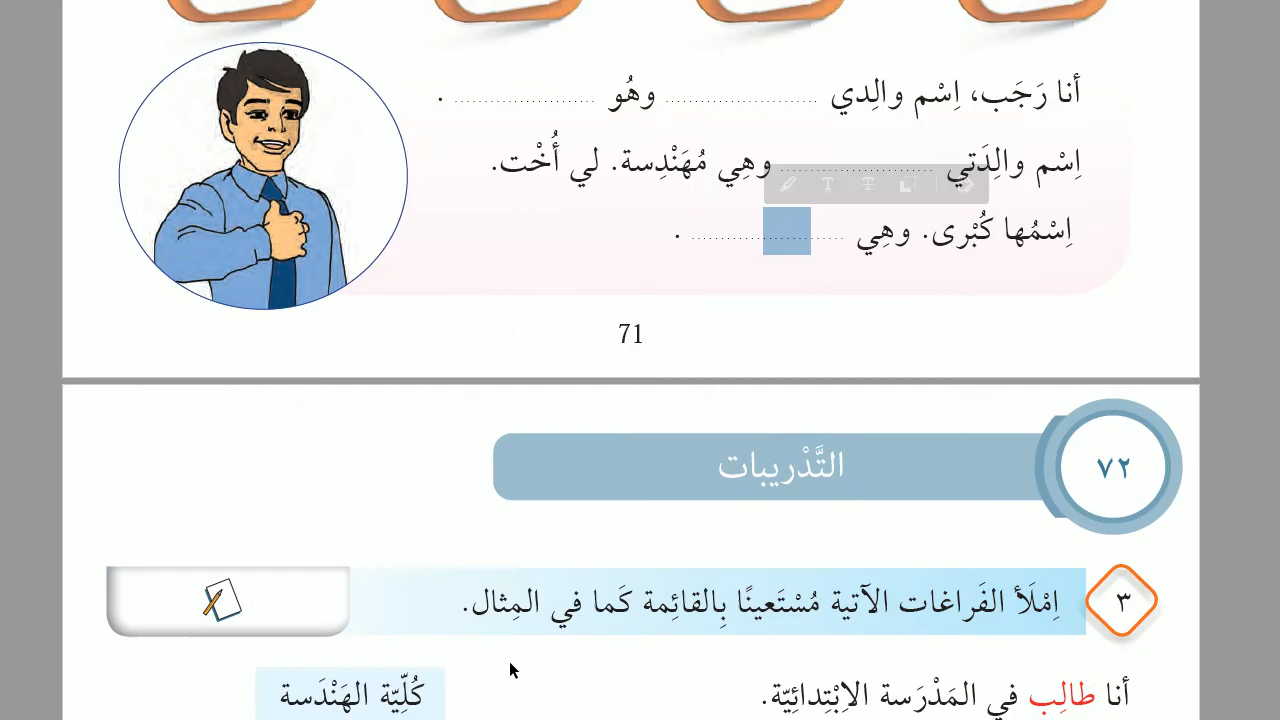 أنا رَجَب، اِسْم والِدي .................... وهُو .................... .
اِسْم والِدَتي .................... وهِي مُهَنْدِسة. لي أُخْت.
اِسْمُها كُبْرى. وهِي .................... .
71
٧٢
التَّدْريبات
٣
اِمْلَأْ الفَراغات الآتية مُسْتَعينًا بِالقائِمة كَما في المِثال.
أنا طالِب في المَدْرَسة الاِبْتِدائِيّة.
كُلِّيّة الهَنْدَسة